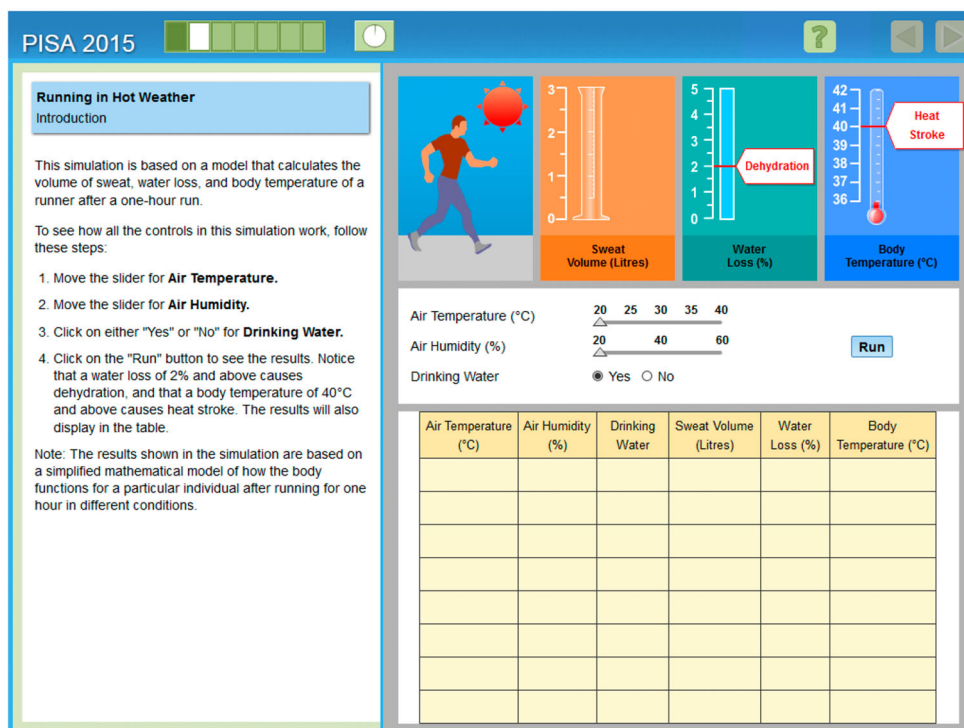 PISA 2015
?
Running in Hot Weather
Introduction
This simulation is based on a model that calculates the
volume of sweat, water loss, and body temperature of a
runner after a one-hour run.
To see how all the controls in this simulation work, follow
these steps:
1. Move the slider for Air Temperature.
2. Move the slider for Air Humidity.
3. Click on either "Yes" or "No" for Drinking Water.
4. Click on the "Run" button to see the results. Notice
that a water loss of 2% and above causes
dehydration, and that a body temperature of 40°C
and above causes heat stroke. The results will also
display in the table.
Note: The results shown in the simulation are based on
a simplified mathematical model of how the body
functions for a particular individual after running for one
hour in different conditions.
3
2
1
0
Sweat
Volume (Litres)
5
4
3
2
1
0
Dehydration
Water
Loss (%)
42
41
40
39
38
37
36
Heat
Stroke
Body
Temperature (°C)
Air Temperature (°C) 20 25 30 35 40
Air Humidity (%) 20 40 60
Drinking Water Yes No
Run
Air Temperature Air Humidity Drinking Sweat Volume Water Body
(°C) (%) Water (Litres) Loss (%) Temperature (°C)